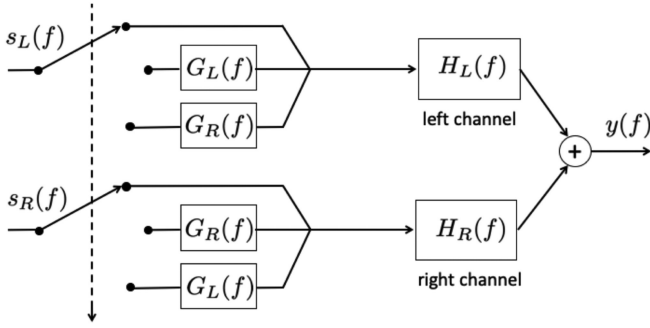 s_L(f)
G_L(f)
G_R(f)
H_L(f)
left channel
y(f)
+
s_R(f)
G_R(f)
G_L(f)
H_R(f)
right channel